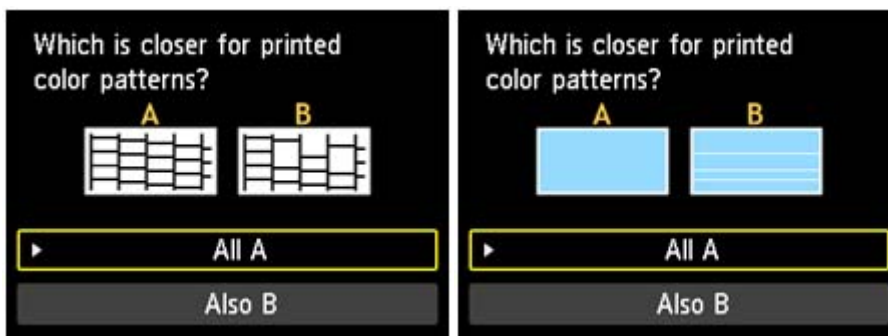 Which is closer for printed
color patterns?
A B
All A
Also B
Which is closer for printed
color patterns?
A B
All A
Also B